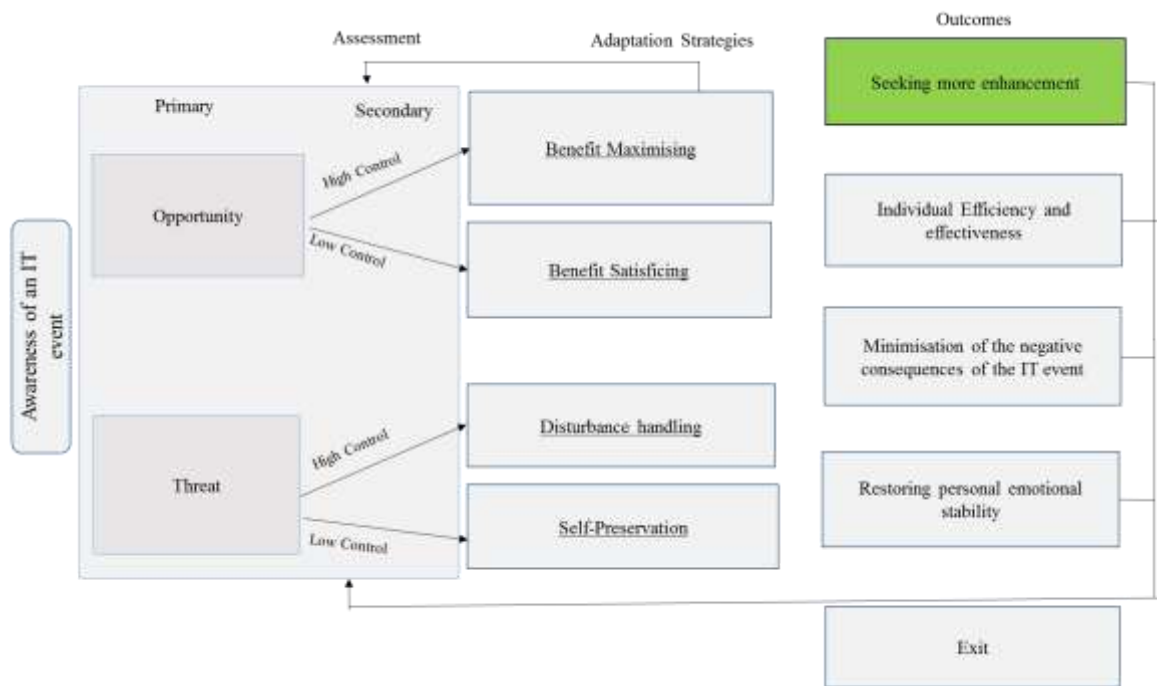 Outcomes
Assessment
Adaptation Strategies
Seeking more enhancement
Primary
Secondary
Benefit Maximising
High Control
Opportunity
Individual Efficiency and
effectiveness
Low Control
Benefit Satisficing
Awareness of an IT
event
Minimisation of the negative
consequences of the IT event
Disturbance handling
High Control
Threat
Restoring personal emotional
stability
Self-Preservation
Low Control
Exit